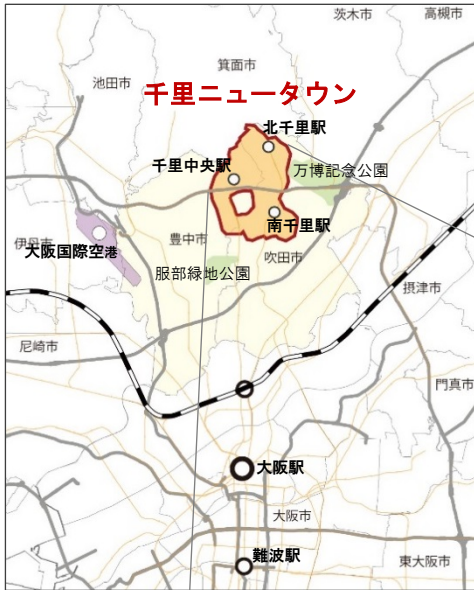 茨木市
高槻市
箕面市
池田市
千里ニュータウン
北千里駅
千里中央駅
万博記念公園
南千里駅
豊中市
伊丹市
大阪国際空港
吹田市
服部緑地公園
摂津市
尼崎市
門真市
大阪駅
大阪市
難波駅
東大阪市